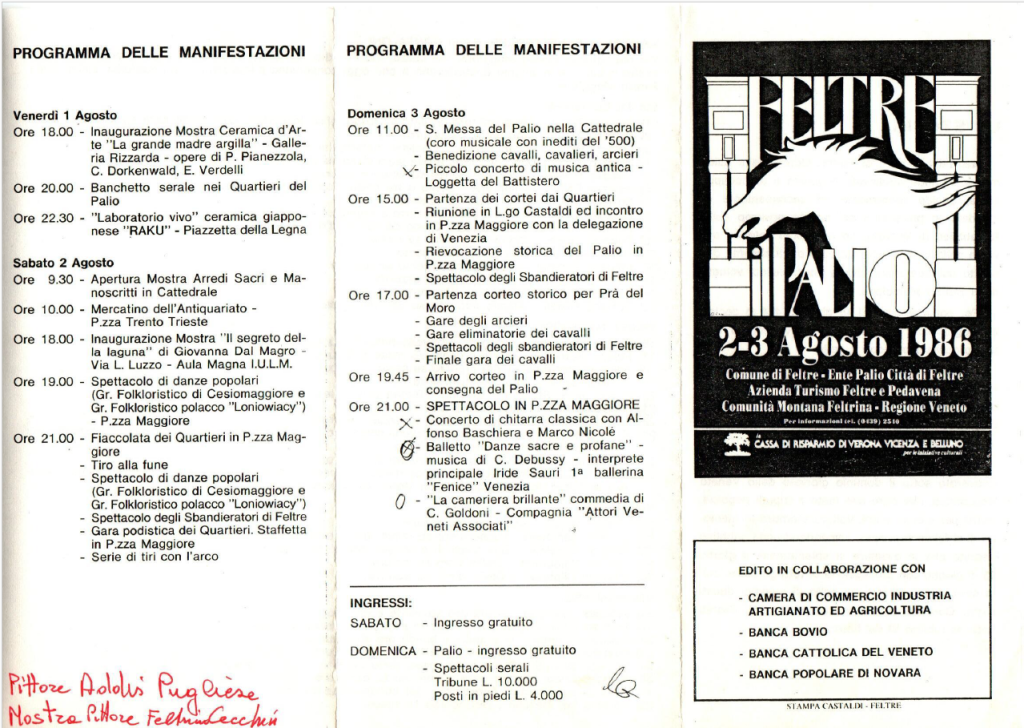 PROGRAMMA DELLE MANIFESTAZIONI
Venerdì 1 Agosto
Ore 18.00 - Inaugurazione Mostra Ceramica d'Ar-
te "La grande madre argilla" - Galle-
ria Rizzarda - opere di P. Pianezzola,
C. Dorkenwald, E. Verdelli
Ore 20.00 - Banchetto serale nei Quartieri del
Palio
Ore 22.30 - "Laboratorio vivo" ceramica giappo-
nese "RAKU" - Piazzetta della Legna
Sabato 2 Agosto
Ore 9.30 - Apertura Mostra Arredi Sacri e Ma-
noscritti in Cattedrale
Ore 10.00 - Mercatino dell'Antiquariato -
P.zza Trento Trieste
Ore 18.00 - Inaugurazione Mostra "Il segreto del-
la laguna" di Giovanna Dal Magro -
Via L. Luzzo - Aula Magna I.U.L.M.
Ore 19.00 - Spettacolo di danze popolari
(Gr. Folkloristico di Cesiomaggiore e
Gr. Folkloristico polacco "Loniowiacy")
- P.zza Maggiore
Ore 21.00 - Fiaccolata dei Quartieri in P.zza Mag-
giore
- Tiro alla fune
- Spettacolo di danze popolari
(Gr. Folkloristico di Cesiomaggiore e
Gr. Folkloristico polacco "Loniowiacy")
- Spettacolo degli Sbandieratori di Feltre
- Gara podistica dei Quartieri. Staffetta
in P.zza Maggiore
- Serie di tiri con l'arco
Pittore Addis Pugliese
Mostra Pittore Feltrin Cecchin
PROGRAMMA DELLE MANIFESTAZIONI
Domenica 3 Agosto
Ore 11.00 - S. Messa del Palio nella Cattedrale
(coro musicale con inediti del '500)
- Benedizione cavalli, cavalieri, arcieri
- Piccolo concerto di musica antica -
Loggetta del Battistero
Ore 15.00 - Partenza dei cortei dai Quartieri
- Riunione in L.go Castaldi ed incontro
in P.zza Maggiore con la delegazione
di Venezia
- Rievocazione storica del Palio in
P.zza Maggiore
- Spettacolo degli Sbandieratori di Feltre
Ore 17.00 - Partenza corteo storico per Prà del
Moro
- Gare degli arcieri
- Gare eliminatorie dei cavalli
- Spettacoli degli sbandieratori di Feltre
- Finale gara dei cavalli
Ore 19.45 - Arrivo corteo in P.zza Maggiore e
consegna del Palio -
Ore 21.00 - SPETTACOLO IN P.ZZA MAGGIORE
- Concerto di chitarra classica con Al-
fonso Baschiera e Marco Nicolé
- Balletto "Danze sacre e profane" -
musica di C. Debussy - interprete
principale Iride Sauri 1ª ballerina
"Fenice" Venezia
- "La cameriera brillante" commedia di
C. Goldoni - Compagnia "Attori Ve-
neti Associati"
INGRESSI:
SABATO - Ingresso gratuito
DOMENICA - Palio - ingresso gratuito
- Spettacoli serali
Tribune L. 10.000
Posti in piedi L. 4.000
FELTRE
il PALIO
2-3 Agosto 1986
Comune di Feltre - Ente Palio Città di Feltre
Azienda Turismo Feltre e Pedavena
Comunità Montana Feltrina - Regione Veneto
Per informazioni tel. (0439) 2540
la CASSA DI RISPARMIO DI VERONA VICENZA E BELLUNO
per le iniziative culturali
EDITO IN COLLABORAZIONE CON
- CAMERA DI COMMERCIO INDUSTRIA
ARTIGIANATO ED AGRICOLTURA
- BANCA BOVIO
- BANCA CATTOLICA DEL VENETO
- BANCA POPOLARE DI NOVARA
STAMPA CASTALDI - FELTRE